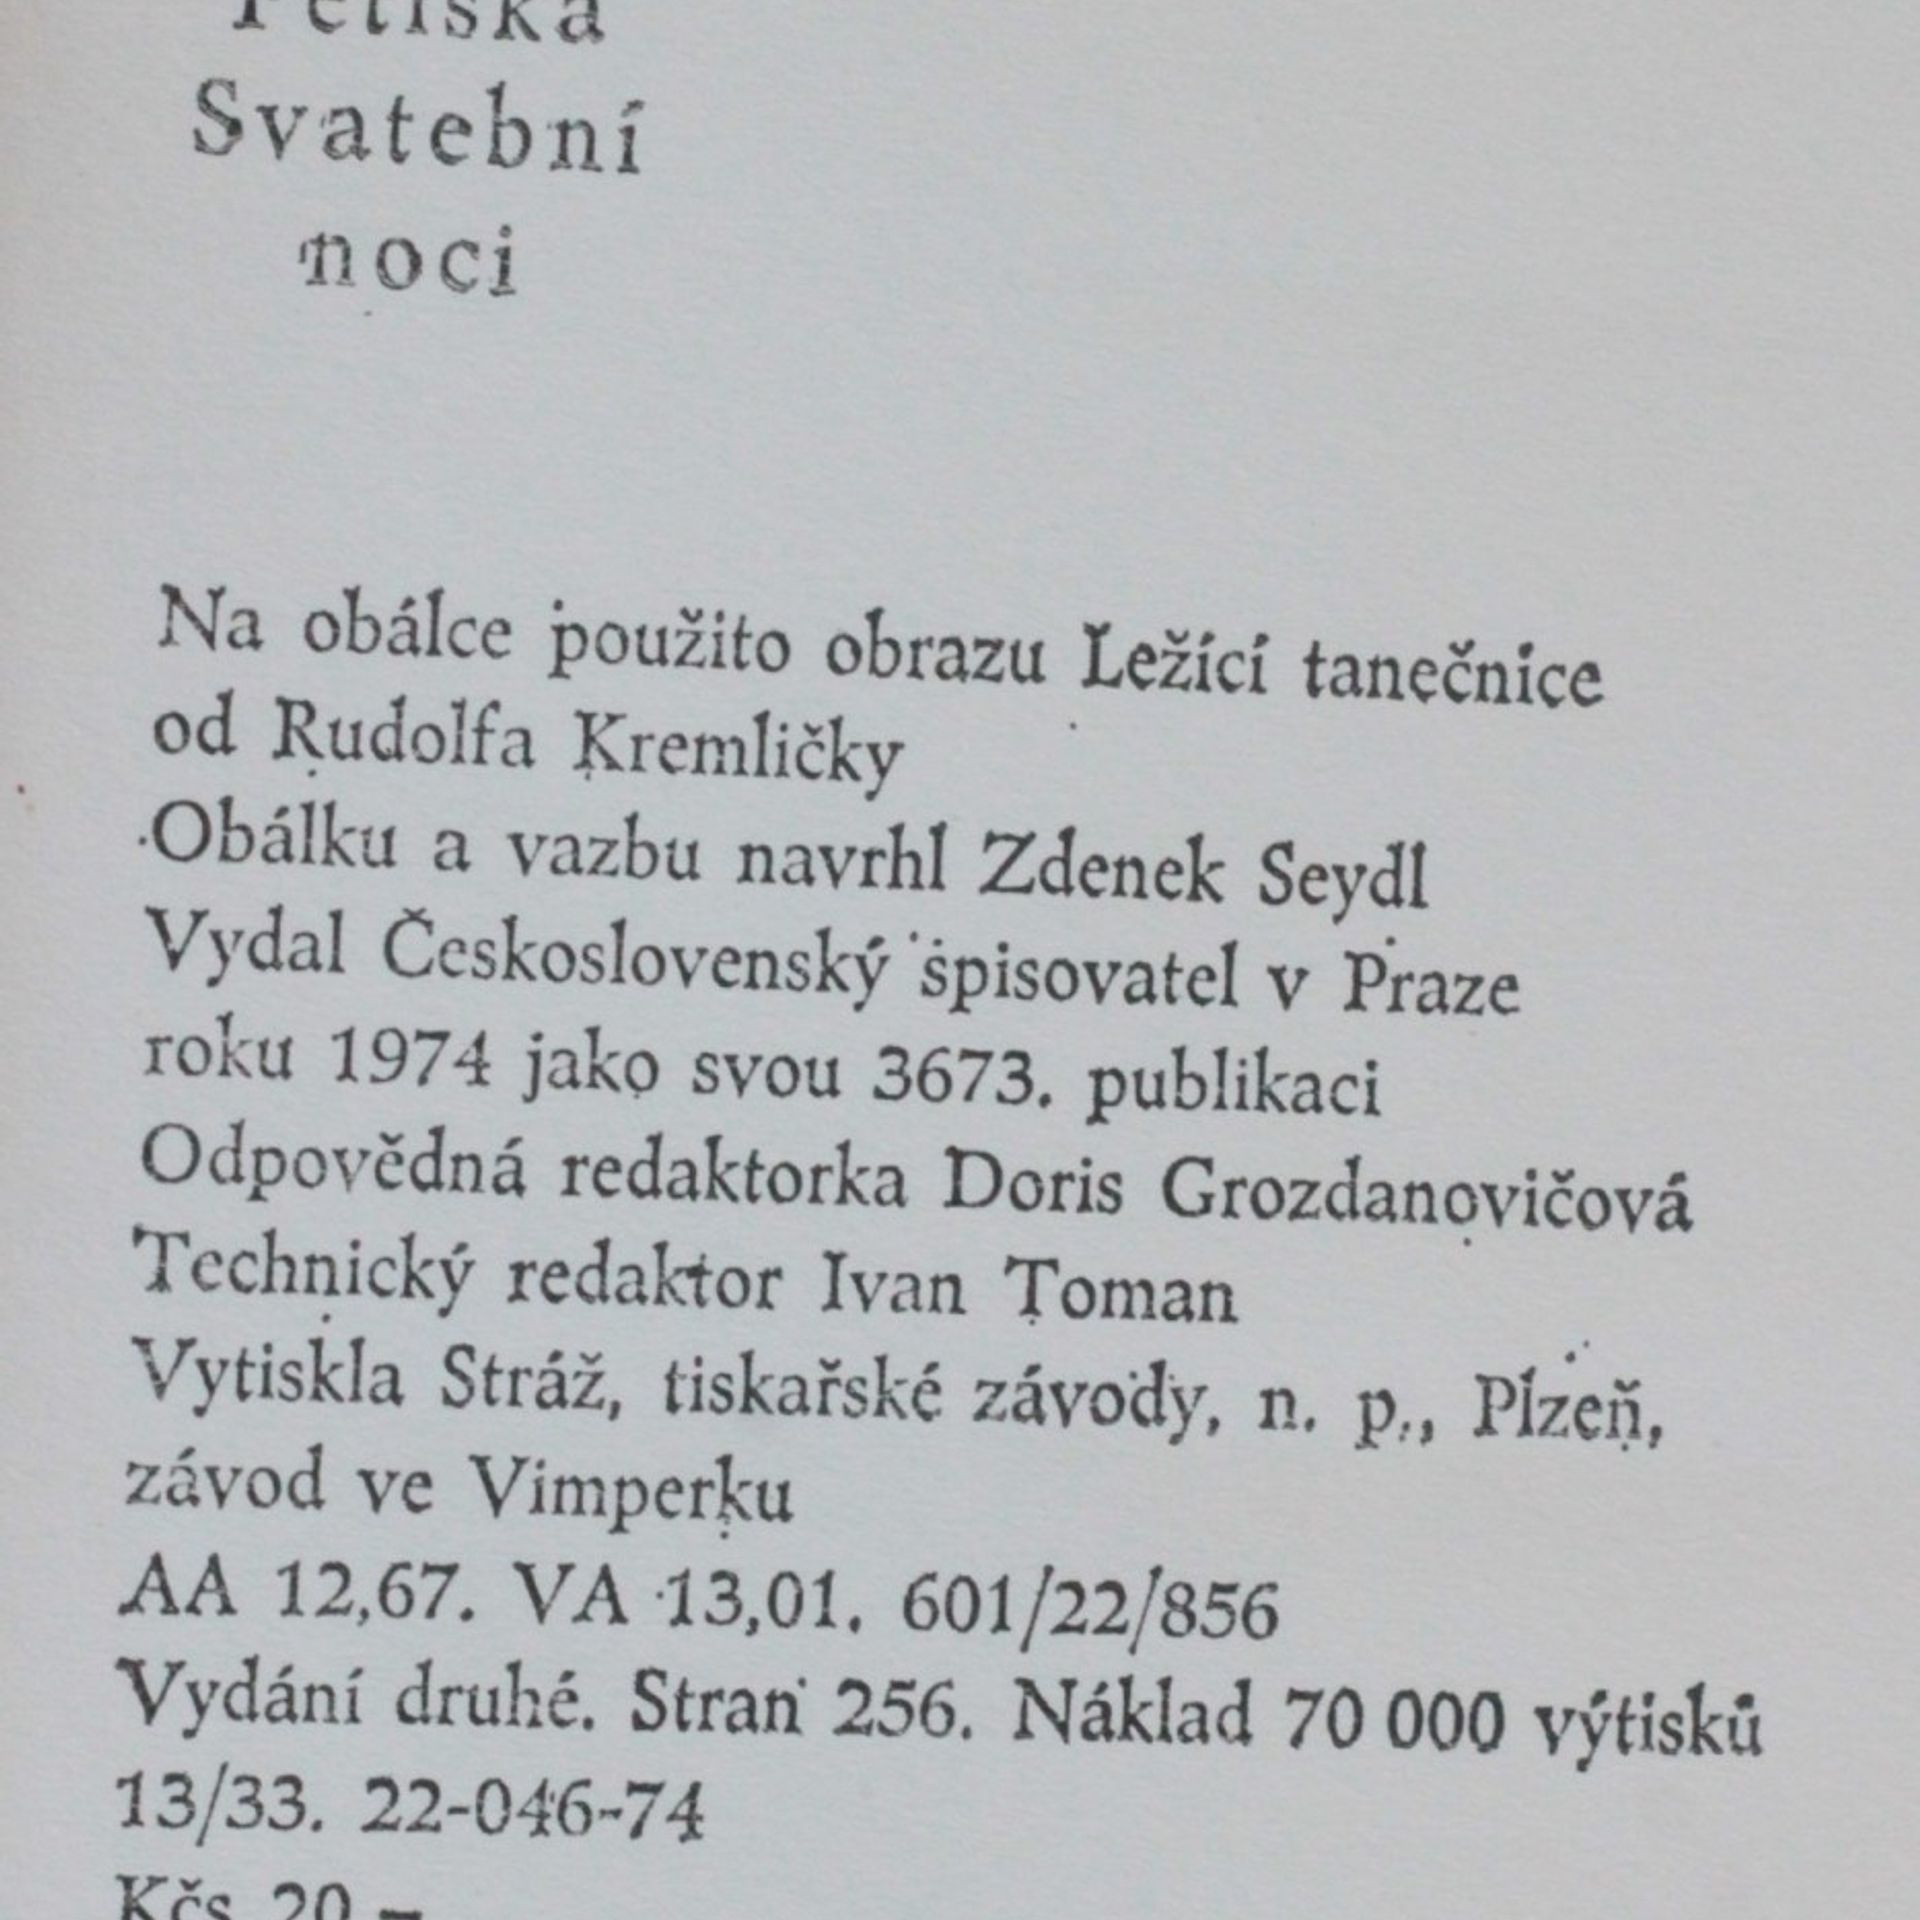 Petiška
Svatební
noci
Na obálce použito obrazu Ležící tanečnice
od Rudolfa Kremličky
Obálku a vazbu navrhl Zdenek Seydl
Vydal Československý spisovatel v Praze
roku 1974 jako svou 3673. publikaci
Odpovědná redaktorka Doris Grozdanovičová
Technický redaktor Ivan Toman
Vytiskla Stráž, tiskařské závody, n. p., Plzeň,
závod ve Vimperku
AA 12,67. VA 13,01. 601/22/856
Vydání druhé. Stran 256. Náklad 70 000 výtisků
13/33. 22-046-74
Kčs 20,–